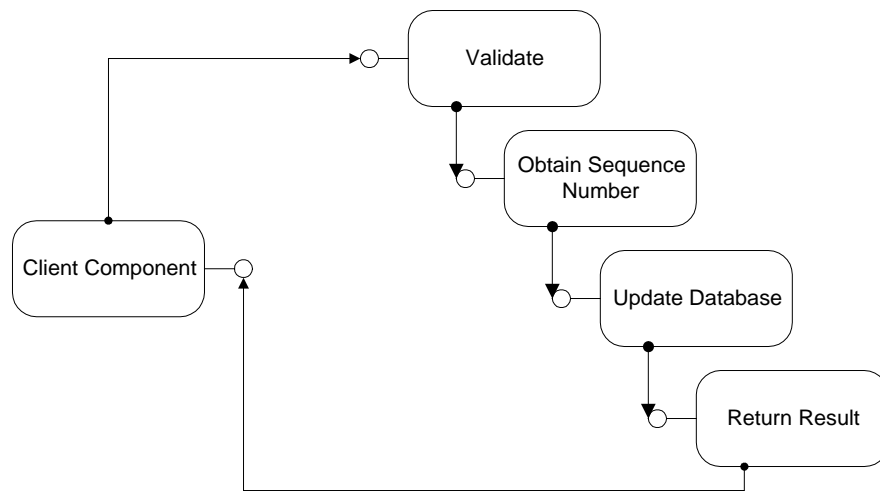 Validate
Obtain Sequence
Number
Client Component
Update Database
Return Result